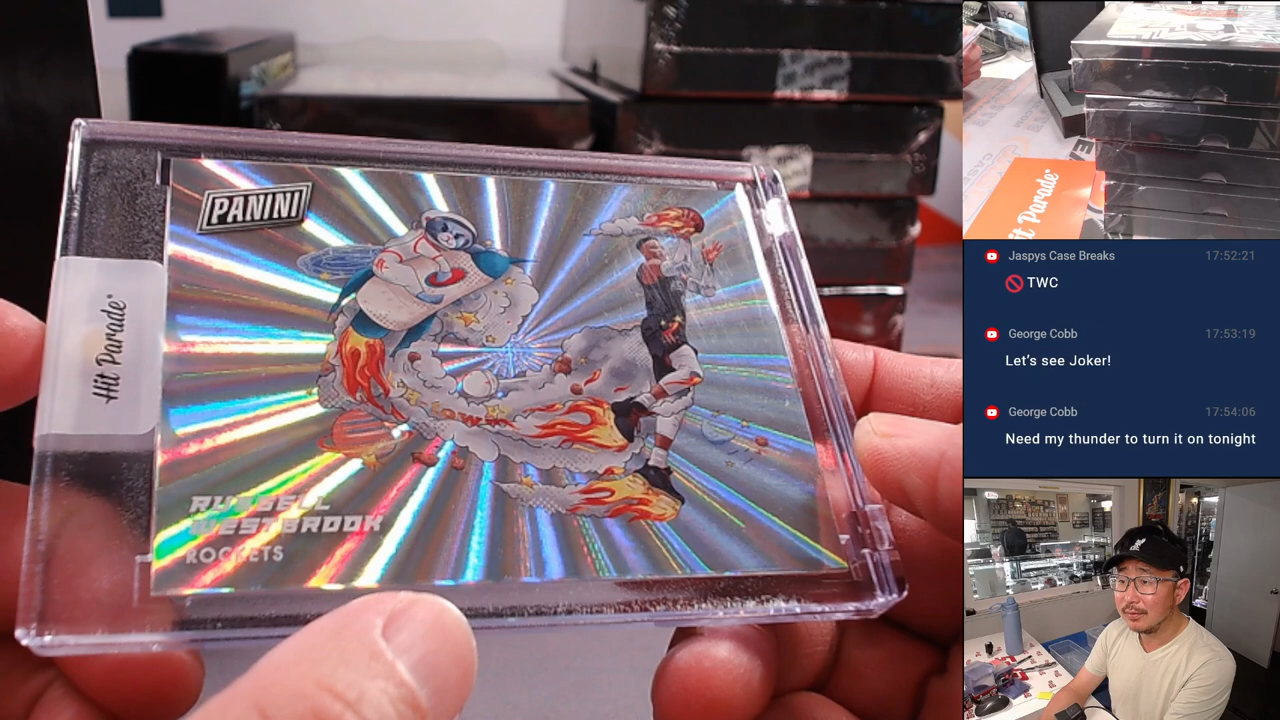 PANINI
Hit Parade
RUSSELL
WESTBROOK
ROCKETS
it Parade
Jaspys Case Breaks 17:52:21
🚫 TWC
George Cobb 17:53:19
Let's see Joker!
George Cobb 17:54:06
Need my thunder to turn it on tonight